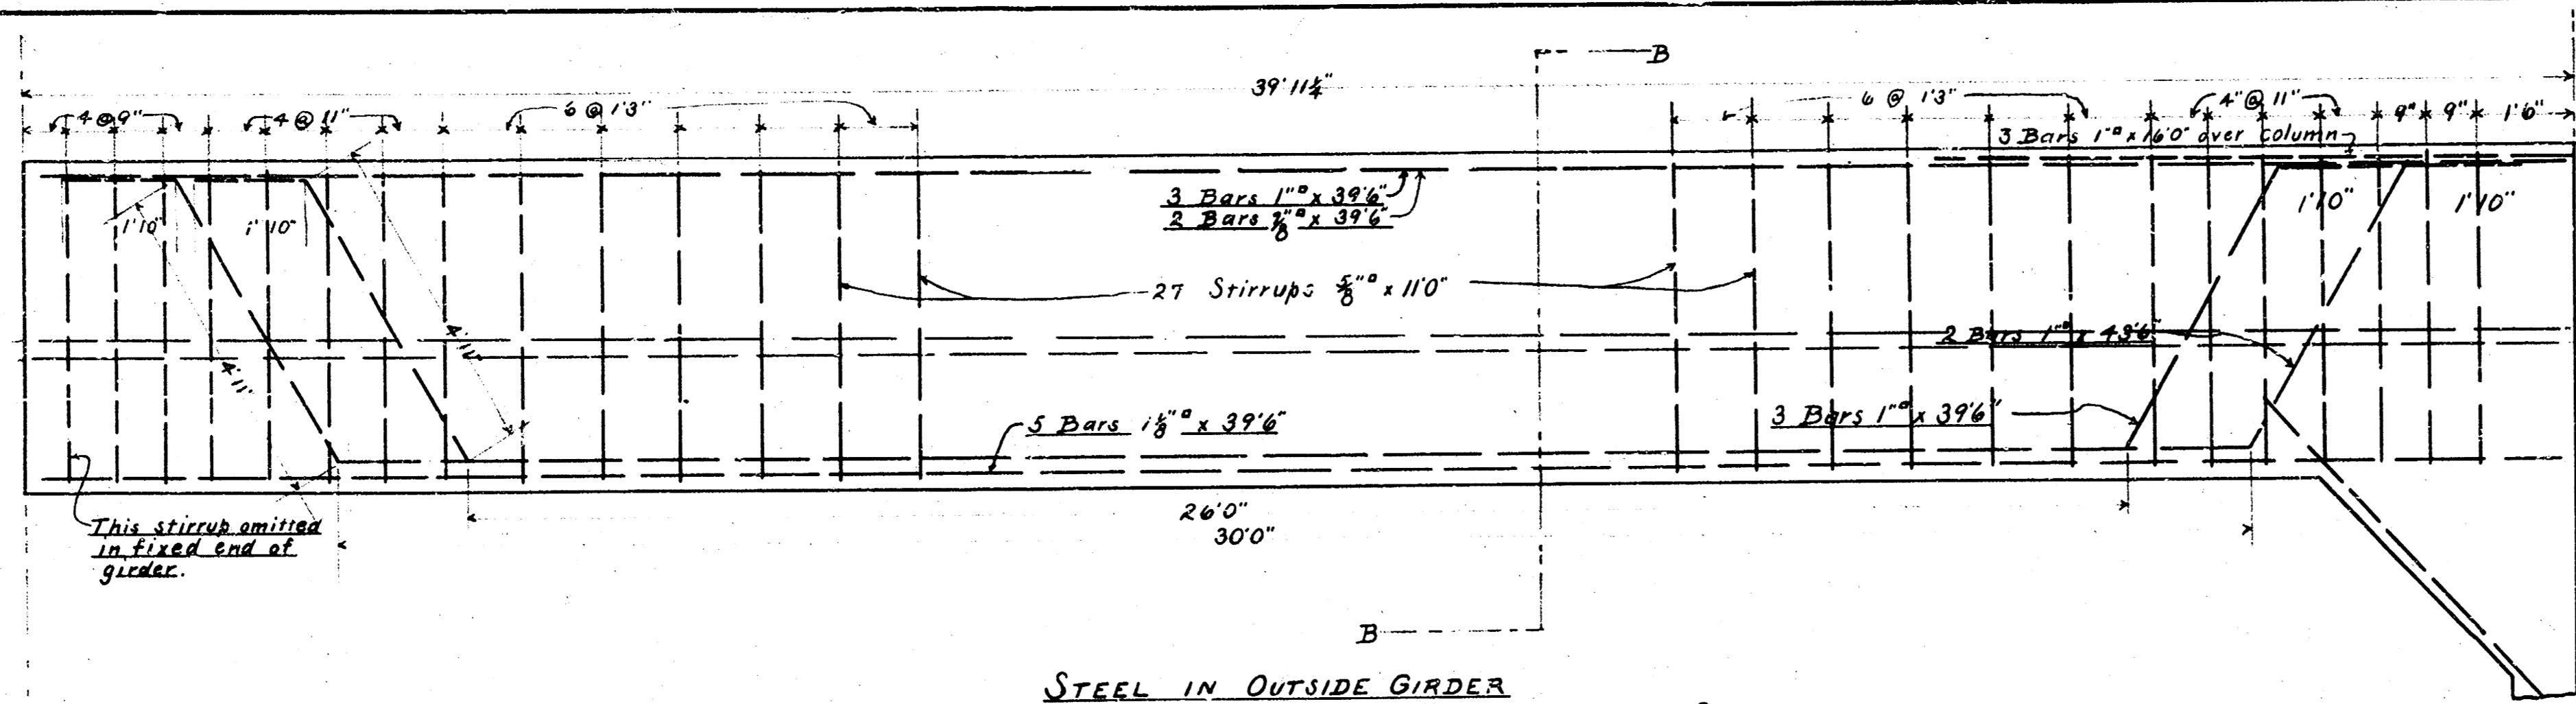 B
39'11¼"
4@9"
4@11"
6 @ 1'3"
6 @ 1'3"
4"@ 11"
9"
9"
1'6"
3 Bars 1"▫ x 16'0" over column
3 Bars 1"▫ x 39'6"
2 Bars ⅞"▫ x 39'6"
1'10"
1'10"
1'10"
1'10"
27 Stirrups ⅝"▫ x 11'0"
2 Bars 1"▫ x 43'6"
4'11"
4'11"
3 Bars 1"▫ x 39'6"
5 Bars 1⅛"▫ x 39'6"
26'0"
30'0"
This stirrup omitted
in fixed end of
girder.
B
STEEL IN OUTSIDE GIRDER